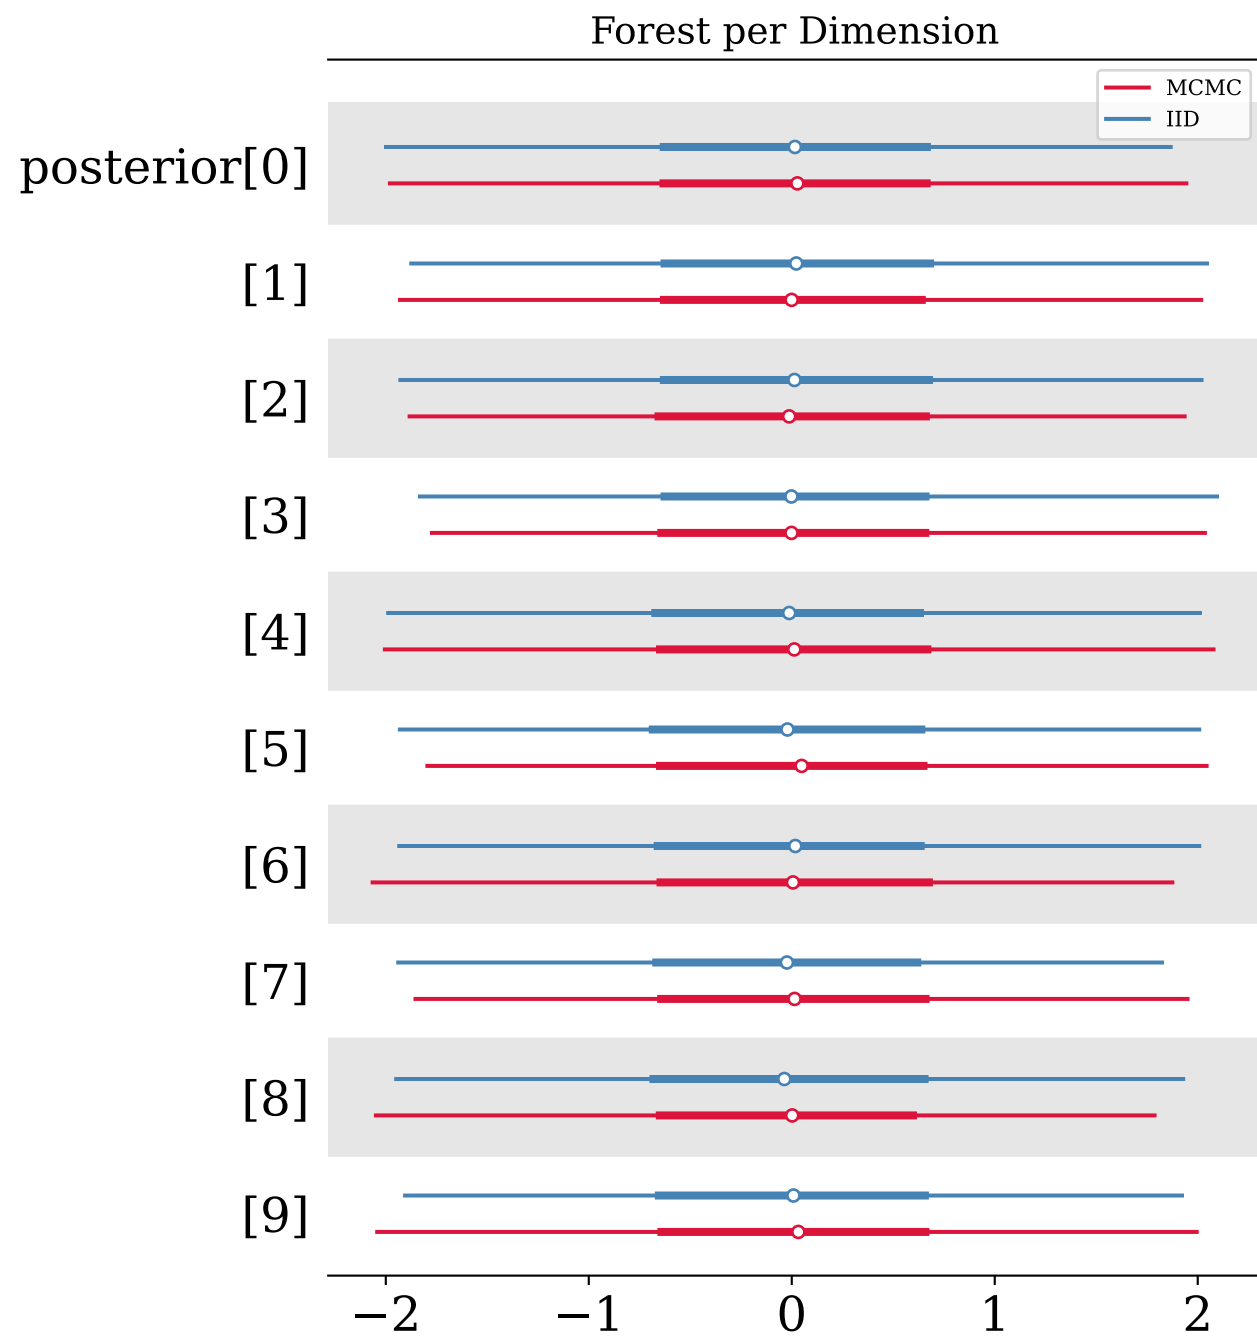 Forest per Dimension
MCMC
IID
posterior[0]
[1]
[2]
[3]
[4]
[5]
[6]
[7]
[8]
[9]
−2 −1 0 1 2